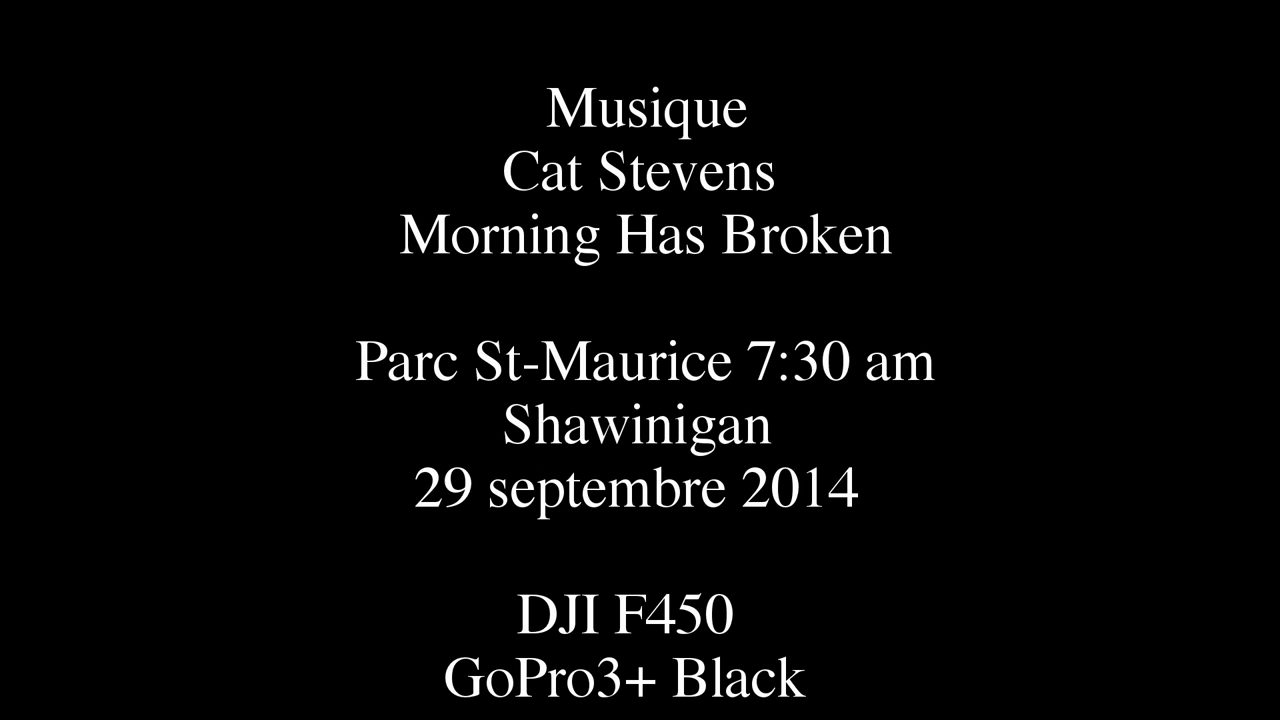 Musique
Cat Stevens
Morning Has Broken
Parc St-Maurice 7:30 am
Shawinigan
29 septembre 2014
DJI F450
GoPro3+ Black